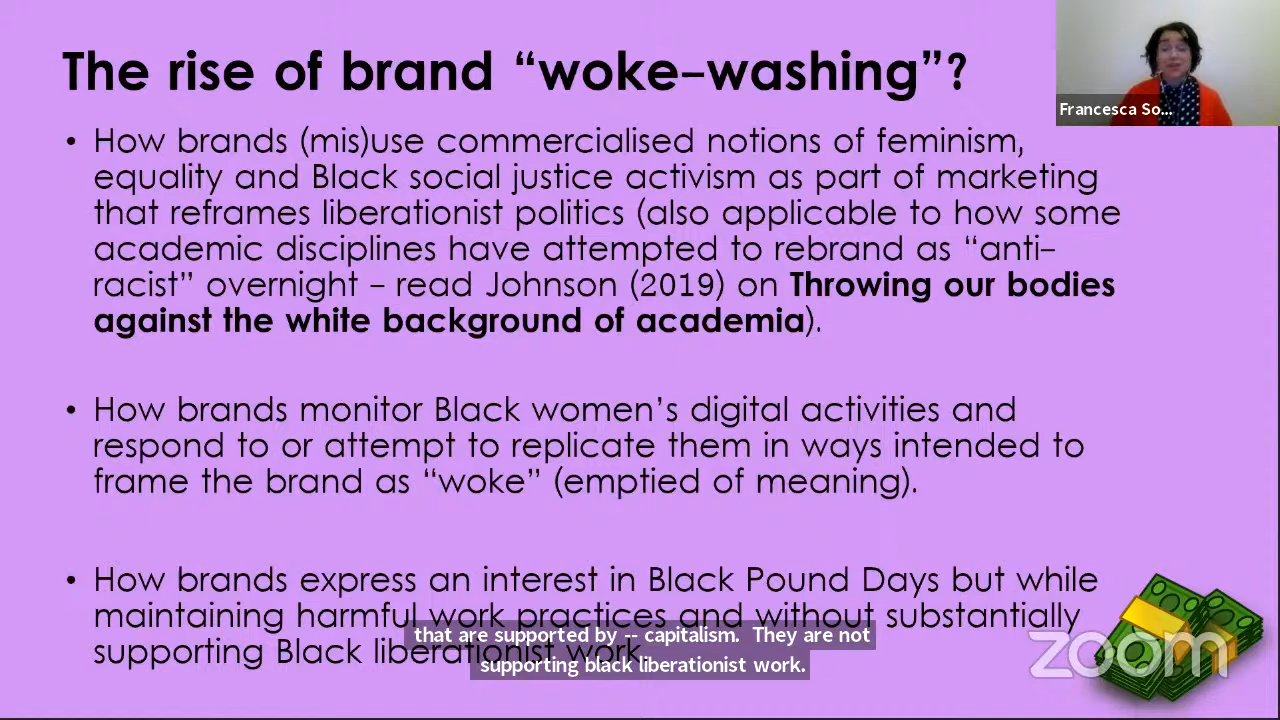 The rise of brand “woke-washing”?
• How brands (mis)use commercialised notions of feminism,
equality and Black social justice activism as part of marketing
that reframes liberationist politics (also applicable to how some
academic disciplines have attempted to rebrand as “anti-
racist” overnight - read Johnson (2019) on Throwing our bodies
against the white background of academia).
• How brands monitor Black women’s digital activities and
respond to or attempt to replicate them in ways intended to
frame the brand as “woke” (emptied of meaning).
• How brands express an interest in Black Pound Days but while
maintaining harmful work practices and without substantially
supporting Black liberationist work.
that are supported by -- capitalism.  They are not
supporting black liberationist work.
Francesca So...
zoom